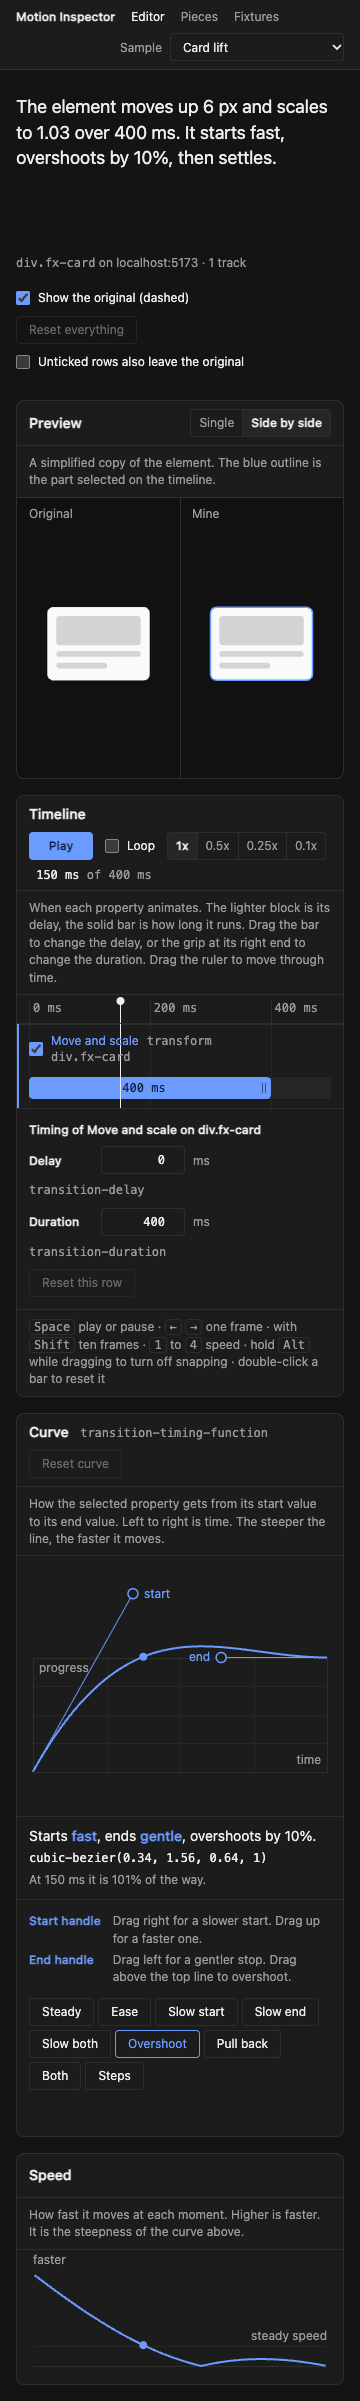 Motion Inspector Editor Pieces Fixtures
Sample Card lift
The element moves up 6 px and scales
to 1.03 over 400 ms. It starts fast,
overshoots by 10%, then settles.
div.fx-card on localhost:5173 · 1 track
Show the original (dashed)
Reset everything
Unticked rows also leave the original
Preview Single Side by side
A simplified copy of the element. The blue outline is
the part selected on the timeline.
Original Mine
Timeline
Play Loop 1x 0.5x 0.25x 0.1x
150 ms of 400 ms
When each property animates. The lighter block is its
delay, the solid bar is how long it runs. Drag the bar
to change the delay, or the grip at its right end to
change the duration. Drag the ruler to move through
time.
0 ms 200 ms 400 ms
Move and scale transform
div.fx-card
400 ms
Timing of Move and scale on div.fx-card
Delay 0 ms
transition-delay
Duration 400 ms
transition-duration
Reset this row
Space play or pause · ← → one frame · with
Shift ten frames · 1 to 4 speed · hold Alt
while dragging to turn off snapping · double-click a
bar to reset it
Curve transition-timing-function
Reset curve
How the selected property gets from its start value
to its end value. Left to right is time. The steeper the
line, the faster it moves.
start
end
progress
time
Starts fast, ends gentle, overshoots by 10%.
cubic-bezier(0.34, 1.56, 0.64, 1)
At 150 ms it is 101% of the way.
Start handle Drag right for a slower start. Drag up
for a faster one.
End handle Drag left for a gentler stop. Drag
above the top line to overshoot.
Steady Ease Slow start Slow end
Slow both Overshoot Pull back
Both Steps
Speed
How fast it moves at each moment. Higher is faster.
It is the steepness of the curve above.
faster
steady speed